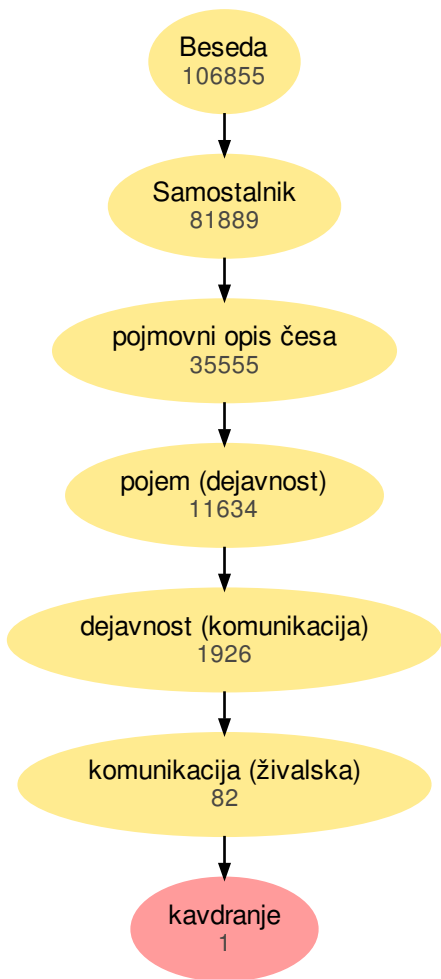 Beseda
106855
Samostalnik
81889
pojmovni opis česa
35555
pojem (dejavnost)
11634
dejavnost (komunikacija)
1926
komunikacija (živalska)
82
kavdranje
1